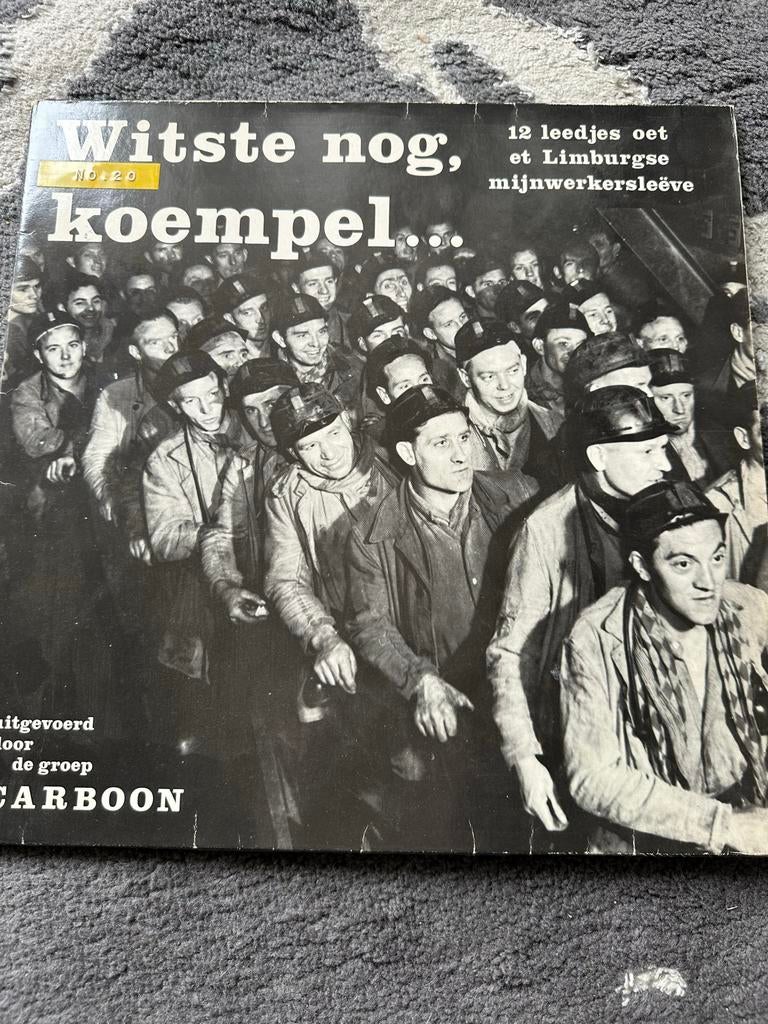 Witste nog,
koempel...
NO.20
12 leedjes oet
et Limburgse
mijnwerkersleëve
uitgevoerd
door
de groep
CARBOON